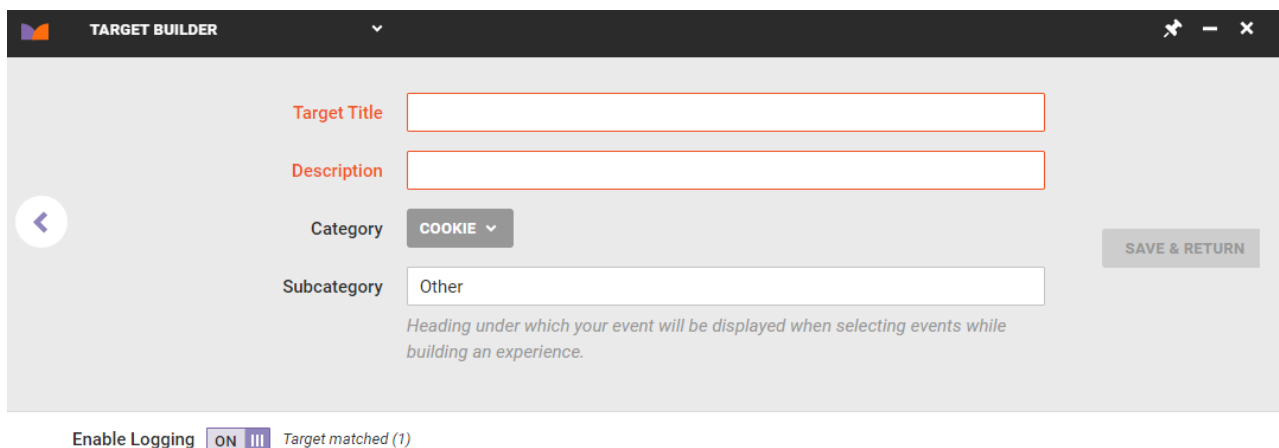 TARGET BUILDER
Target Title
Description
Category COOKIE
SAVE & RETURN
Subcategory Other
Heading under which your event will be displayed when selecting events while
building an experience.
Enable Logging ON Target matched (1)